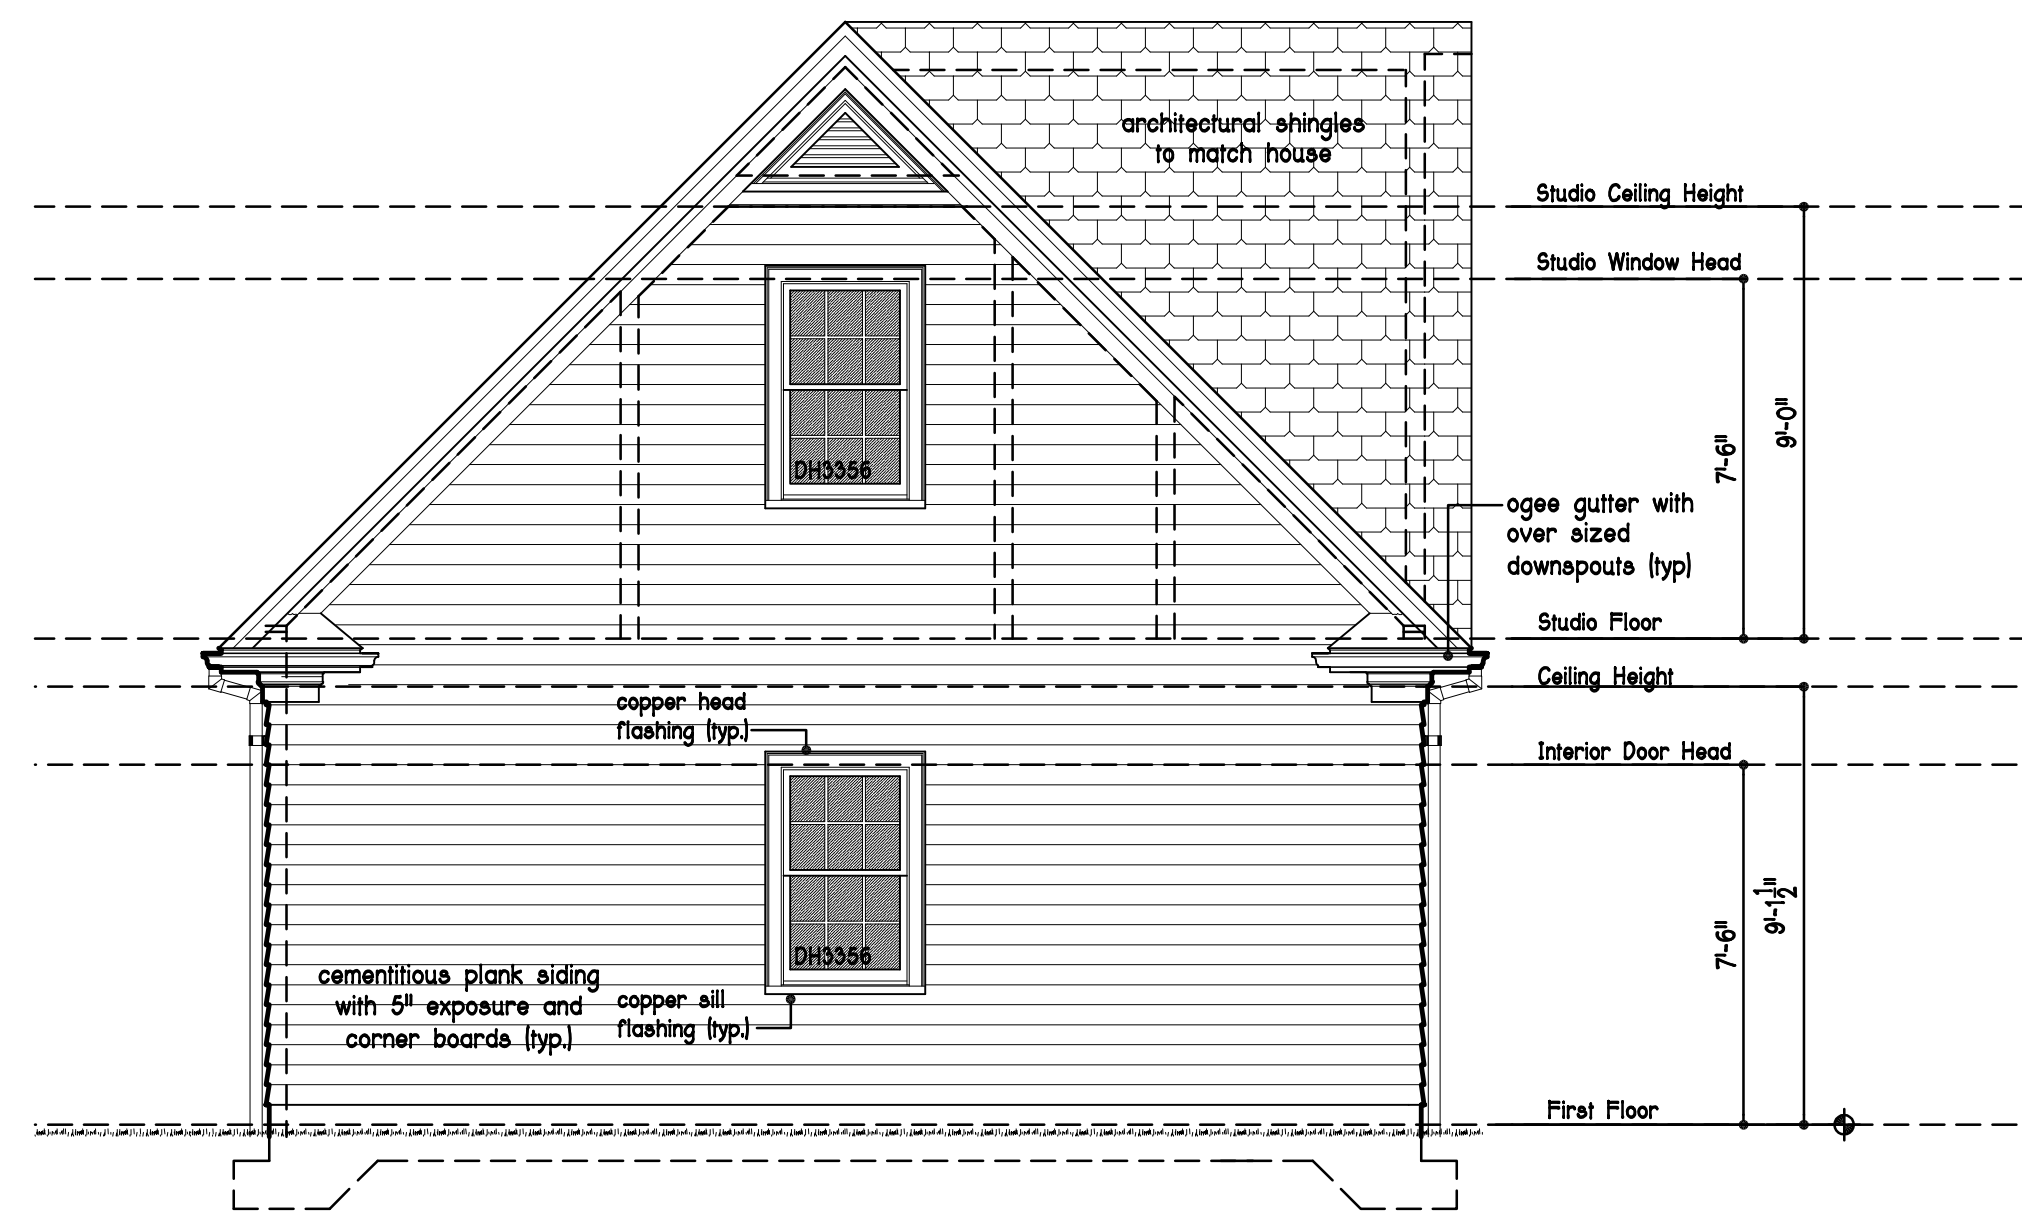 architectural shingles
to match house
Studio Ceiling Height
Studio Window Head
9'-0"
7'-6"
DH3356
ogee gutter with
over sized
downspouts (typ)
Studio Floor
Ceiling Height
copper head
flashing (typ.)
Interior Door Head
9'-1 1/2"
7'-6"
DH3356
cementitious plank siding
with 5" exposure and
corner boards (typ.)
copper sill
flashing (typ.)
First Floor